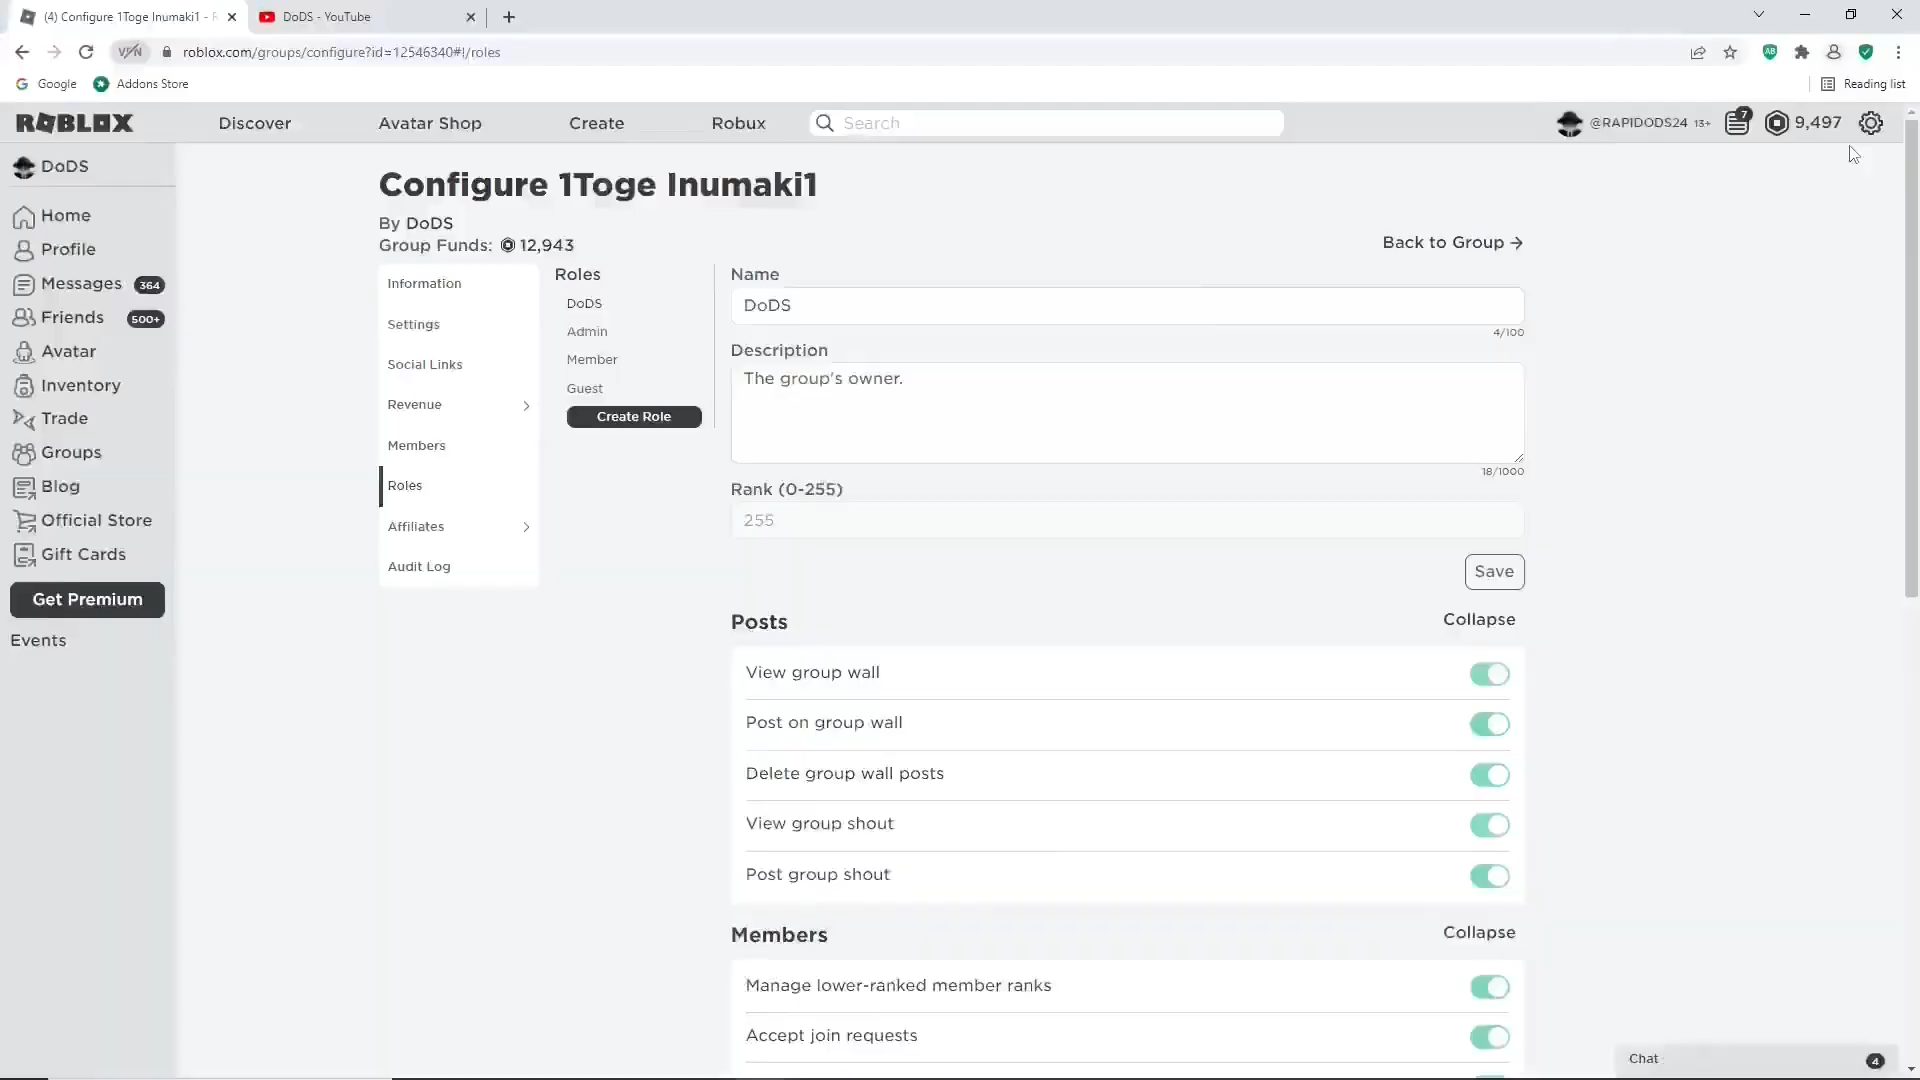 (4) Configure 1Toge Inumaki1 - R
DoDS - YouTube
VPN
roblox.com/groups/configure?id=12546340#!/roles
Google
Addons Store
Reading list
ROBLOX
Discover
Avatar Shop
Create
Robux
Search
@RAPIDODS24 13+
7
9,497
DoDS
Home
Profile
Messages 364
Friends 500+
Avatar
Inventory
Trade
Groups
Blog
Official Store
Gift Cards
Get Premium
Events
Configure 1Toge Inumaki1
By DoDS
Group Funds: 12,943
Back to Group →
Information
Settings
Social Links
Revenue
Members
Roles
Affiliates
Audit Log
Roles
DoDS
Admin
Member
Guest
Create Role
Name
DoDS
4/100
Description
The group's owner.
18/1000
Rank (0-255)
255
Save
Posts
Collapse
View group wall
Post on group wall
Delete group wall posts
View group shout
Post group shout
Members
Collapse
Manage lower-ranked member ranks
Accept join requests
Chat
4